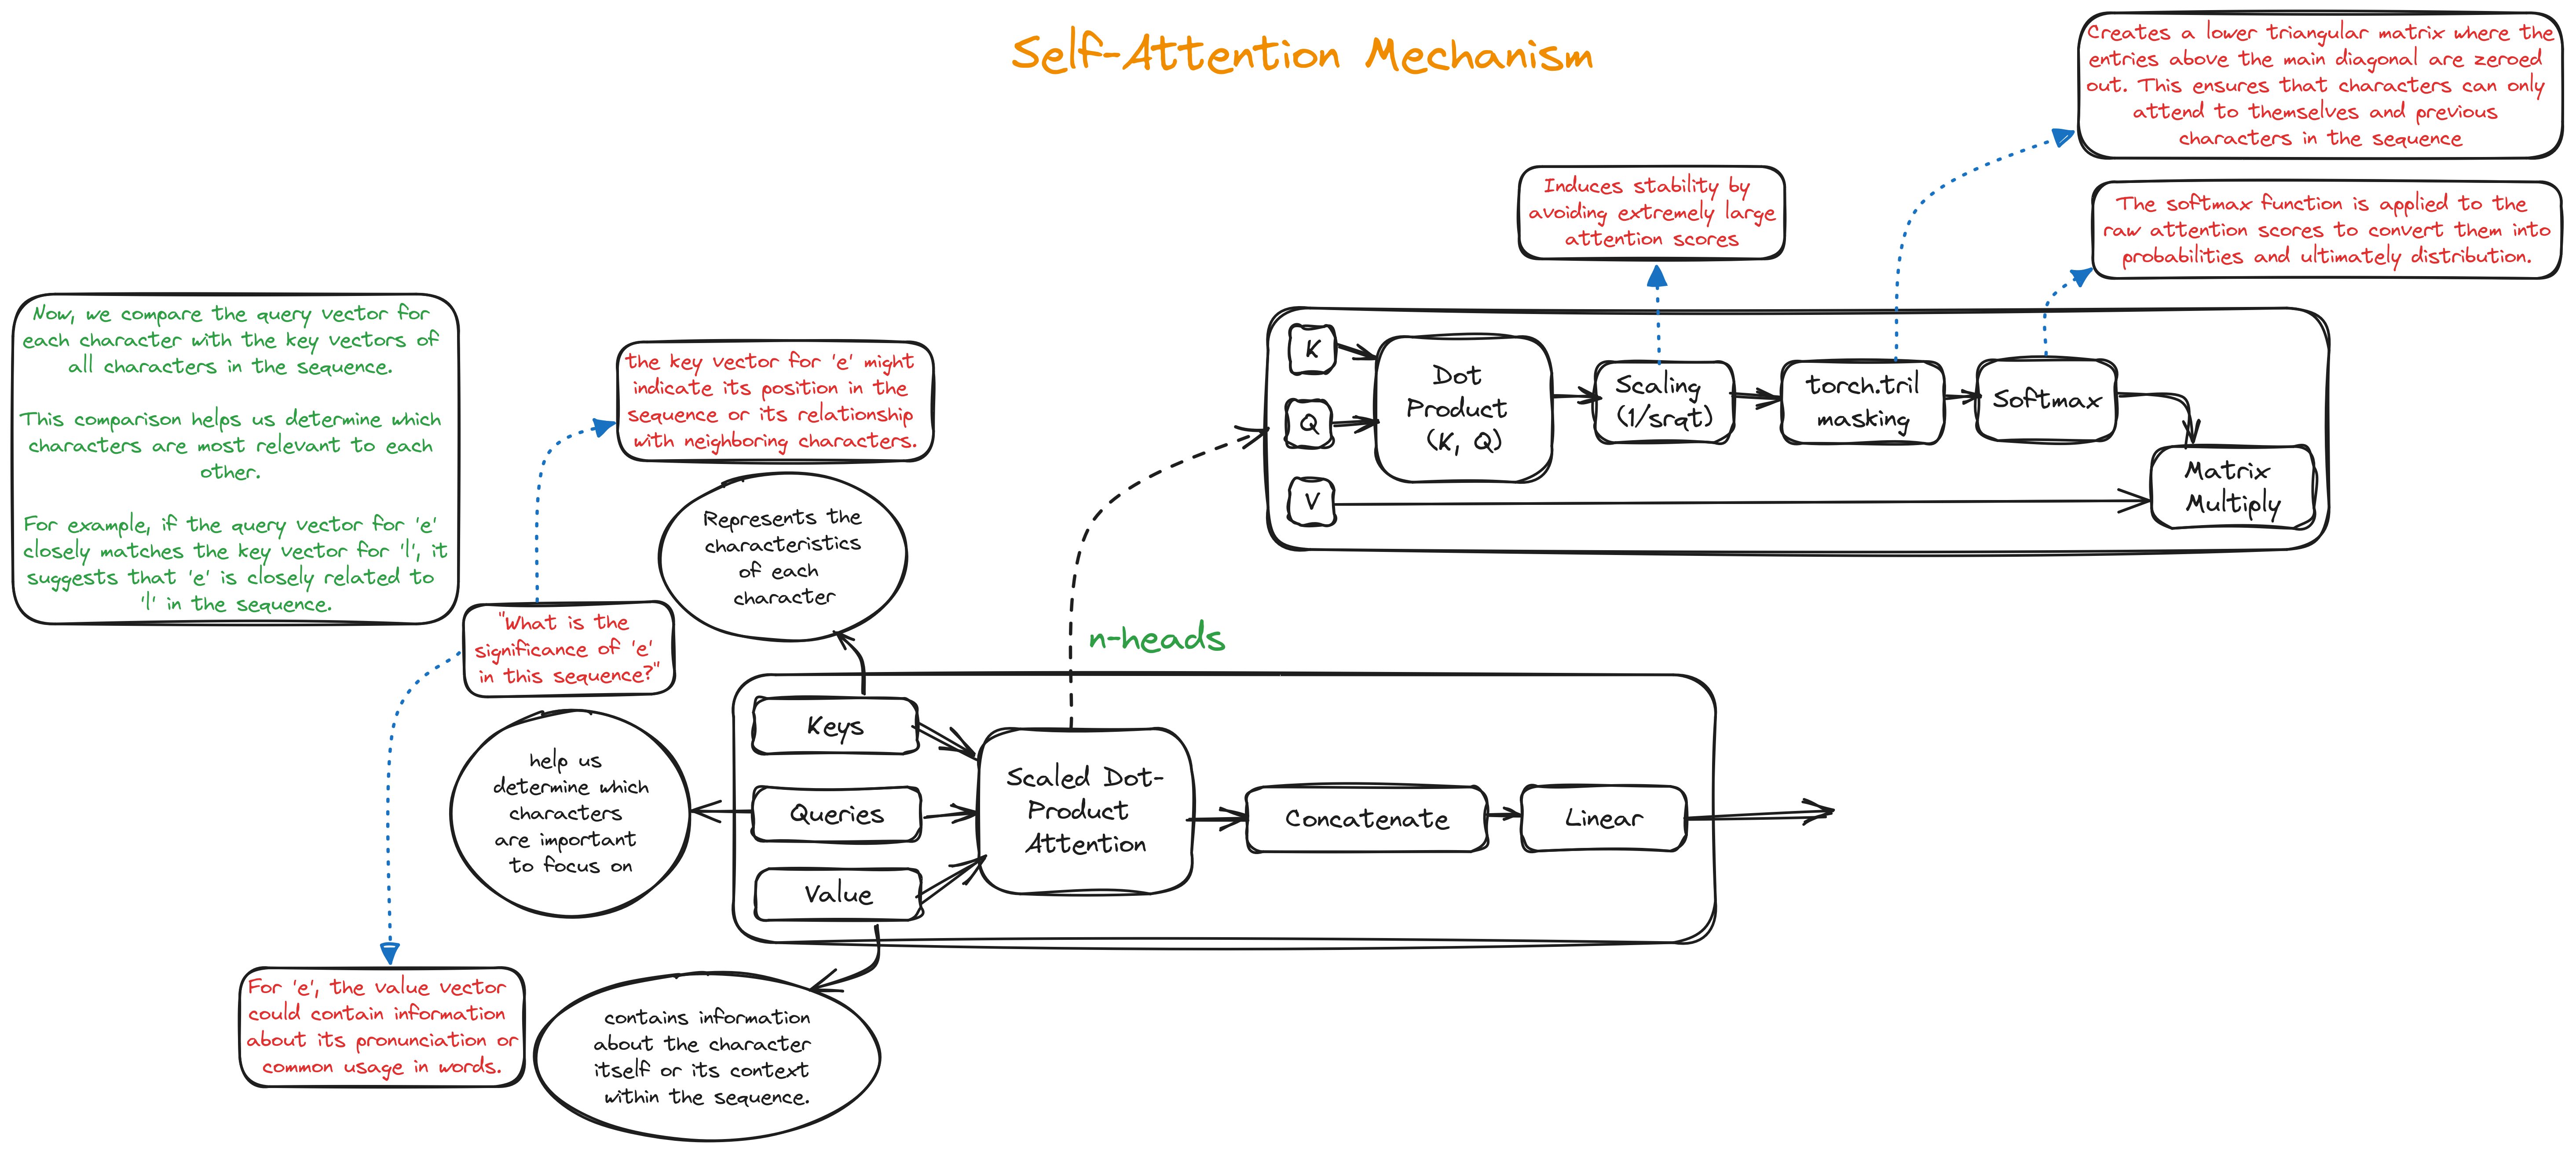 Self-Attention Mechanism
Creates a lower triangular matrix where the
entries above the main diagonal are zeroed
out. This ensures that characters can only
attend to themselves and previous
characters in the sequence
Induces stability by
avoiding extremely large
attention scores
The softmax function is applied to the
raw attention scores to convert them into
probabilities and ultimately distribution.
Now, we compare the query vector for
each character with the key vectors of
all characters in the sequence.
This comparison helps us determine which
characters are most relevant to each
other.
For example, if the query vector for 'e'
closely matches the key vector for 'l', it
suggests that 'e' is closely related to
'l' in the sequence.
the key vector for 'e' might
indicate its position in the
sequence or its relationship
with neighboring characters.
K
Q
V
Dot
Product
(K, Q)
Scaling
(1/srqt)
torch.tril
masking
Softmax
Matrix
Multiply
Represents the
characteristics
of each
character
"What is the
significance of 'e'
in this sequence?"
n-heads
help us
determine which
characters
are important
to focus on
Keys
Queries
Value
Scaled Dot-
Product
Attention
Concatenate
Linear
For 'e', the value vector
could contain information
about its pronunciation or
common usage in words.
contains information
about the character
itself or its context
within the sequence.